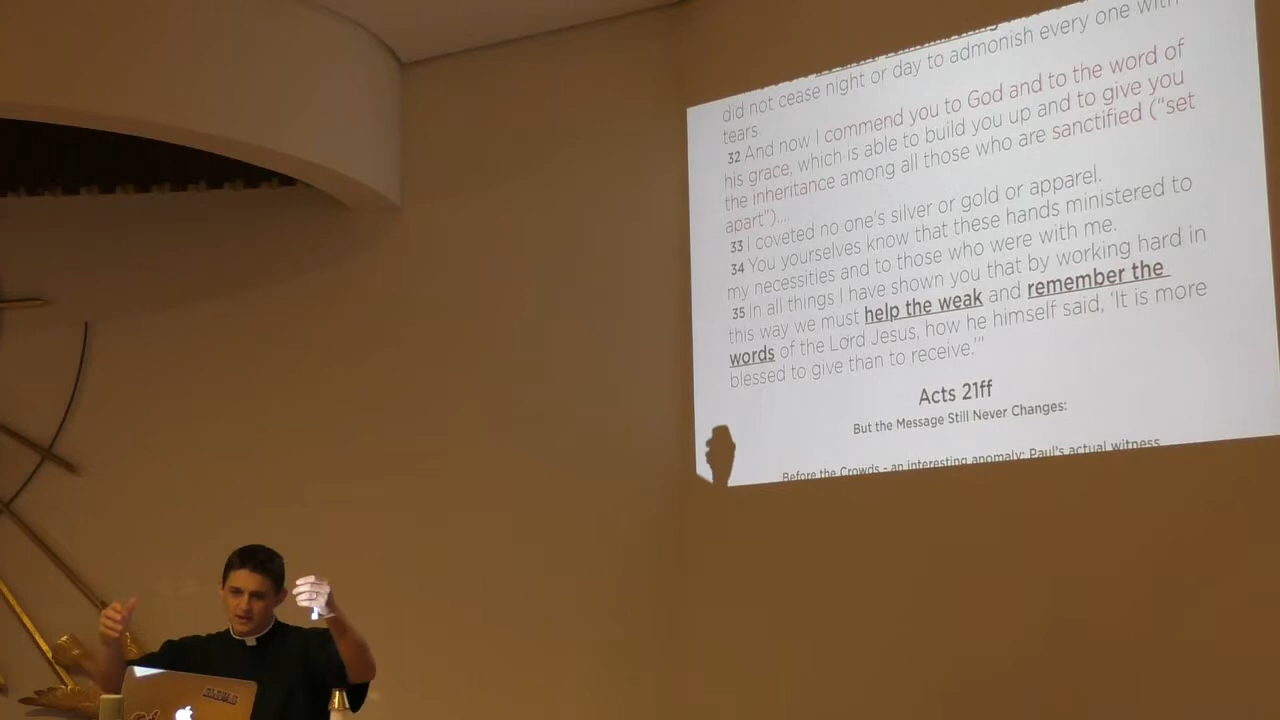 did not cease night or day to admonish every one with
tears.
32 And now I commend you to God and to the word of
his grace, which is able to build you up and to give you
the inheritance among all those who are sanctified (“set
apart”)....
33 I coveted no one’s silver or gold or apparel.
34 You yourselves know that these hands ministered to
my necessities and to those who were with me.
35 In all things I have shown you that by working hard in
this way we must help the weak and remember the
words of the Lord Jesus, how he himself said, ‘It is more
blessed to give than to receive.’”
Acts 21ff
But the Message Still Never Changes:
Before the Crowds - an interesting anomaly: Paul’s actual witness